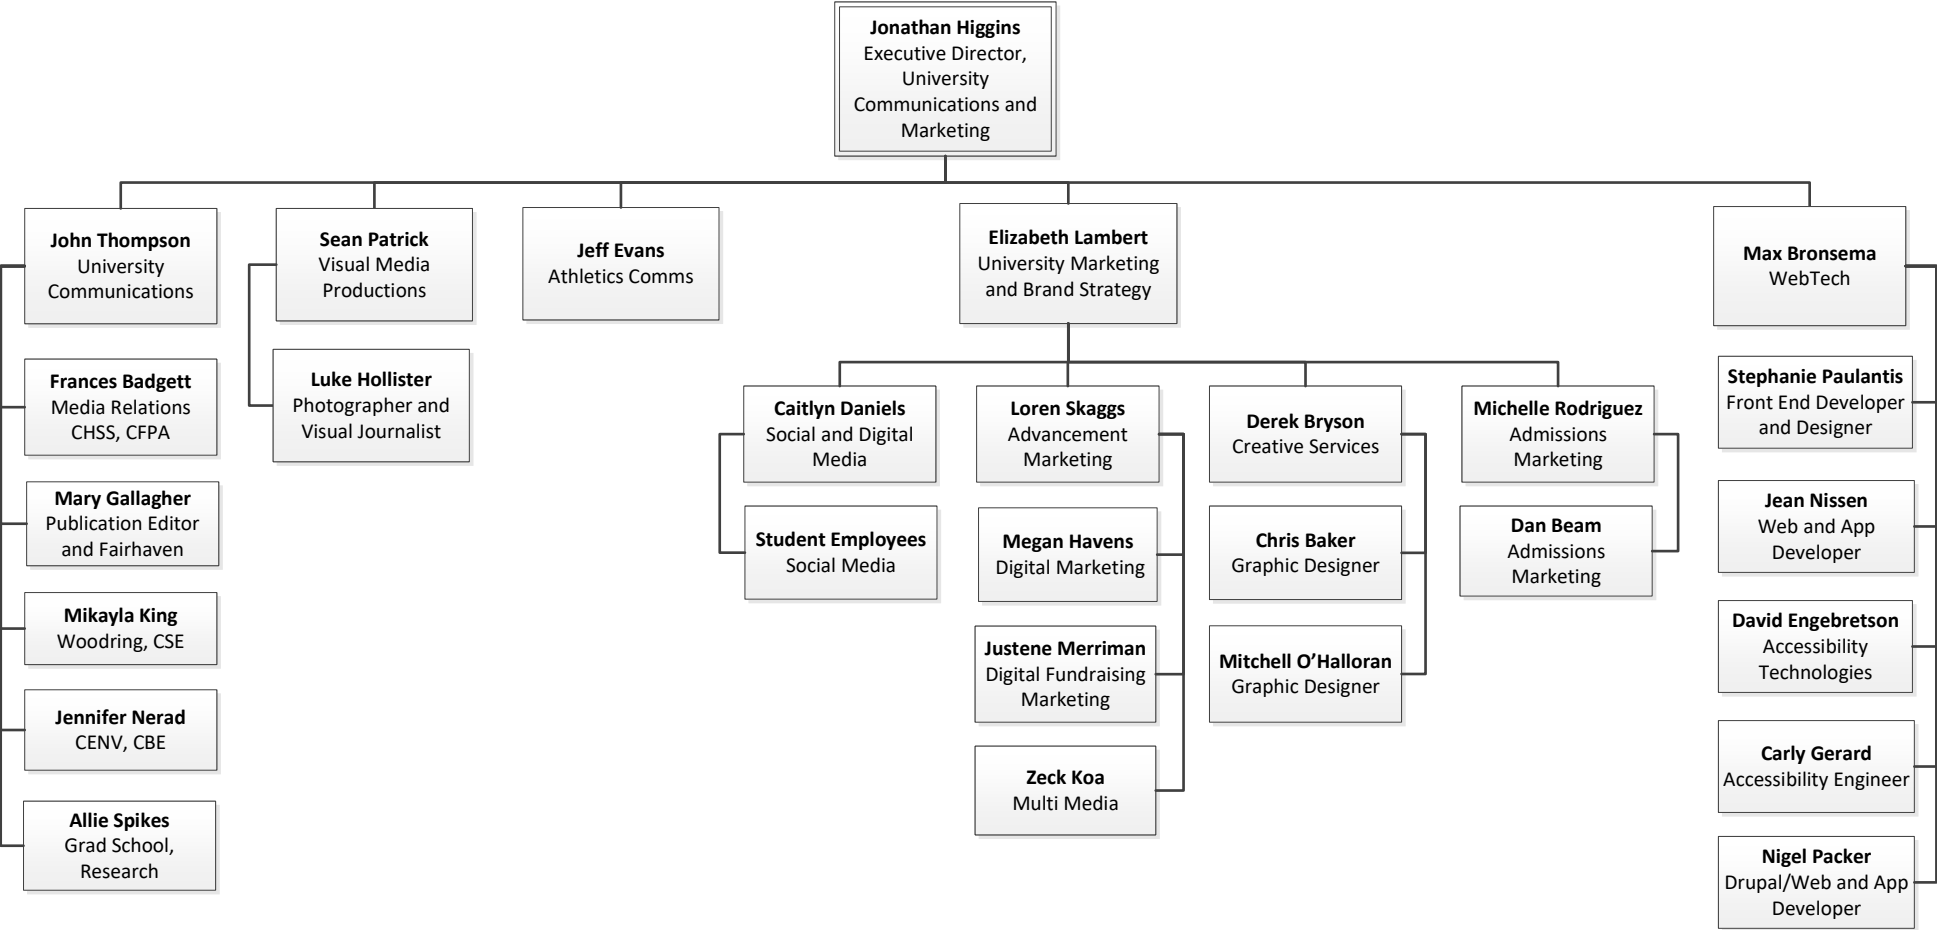 Jonathan Higgins
Executive Director,
University
Communications and
Marketing
John Thompson
University
Communications
Sean Patrick
Visual Media
Productions
Jeff Evans
Athletics Comms
Elizabeth Lambert
University Marketing
and Brand Strategy
Max Bronsema
WebTech
Frances Badgett
Media Relations
CHSS, CFPA
Mary Gallagher
Publication Editor
and Fairhaven
Mikayla King
Woodring, CSE
Jennifer Nerad
CENV, CBE
Allie Spikes
Grad School,
Research
Luke Hollister
Photographer and
Visual Journalist
Caitlyn Daniels
Social and Digital
Media
Student Employees
Social Media
Loren Skaggs
Advancement
Marketing
Megan Havens
Digital Marketing
Justene Merriman
Digital Fundraising
Marketing
Zeck Koa
Multi Media
Derek Bryson
Creative Services
Chris Baker
Graphic Designer
Mitchell O’Halloran
Graphic Designer
Michelle Rodriguez
Admissions
Marketing
Dan Beam
Admissions
Marketing
Stephanie Paulantis
Front End Developer
and Designer
Jean Nissen
Web and App
Developer
David Engebretson
Accessibility
Technologies
Carly Gerard
Accessibility Engineer
Nigel Packer
Drupal/Web and App
Developer